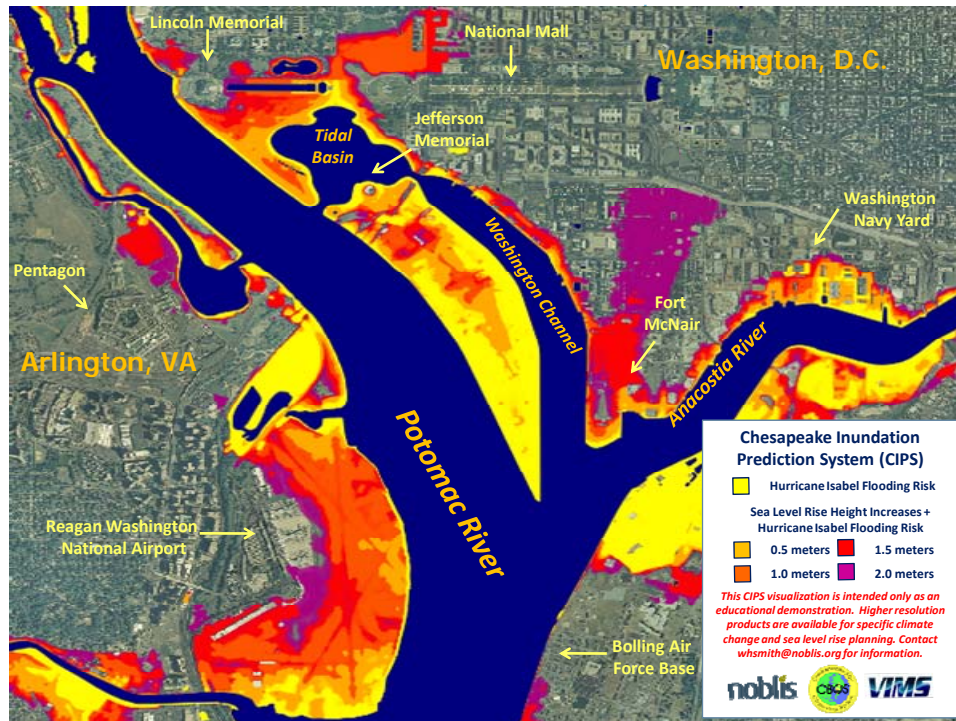 Lincoln Memorial
National Mall
Washington, D.C.
Jefferson
Memorial
Tidal
Basin
Washington
Navy Yard
Washington Channel
Pentagon
Fort
McNair
Arlington, VA
Anacostia River
Potomac River
Reagan Washington
National Airport
Bolling Air
Force Base
Chesapeake Inundation
Prediction System (CIPS)
Hurricane Isabel Flooding Risk
Sea Level Rise Height Increases +
Hurricane Isabel Flooding Risk
0.5 meters
1.5 meters
1.0 meters
2.0 meters
This CIPS visualization is intended only as an
educational demonstration. Higher resolution
products are available for specific climate
change and sea level rise planning. Contact
whsmith@noblis.org for information.
noblis
CBOS
VIMS